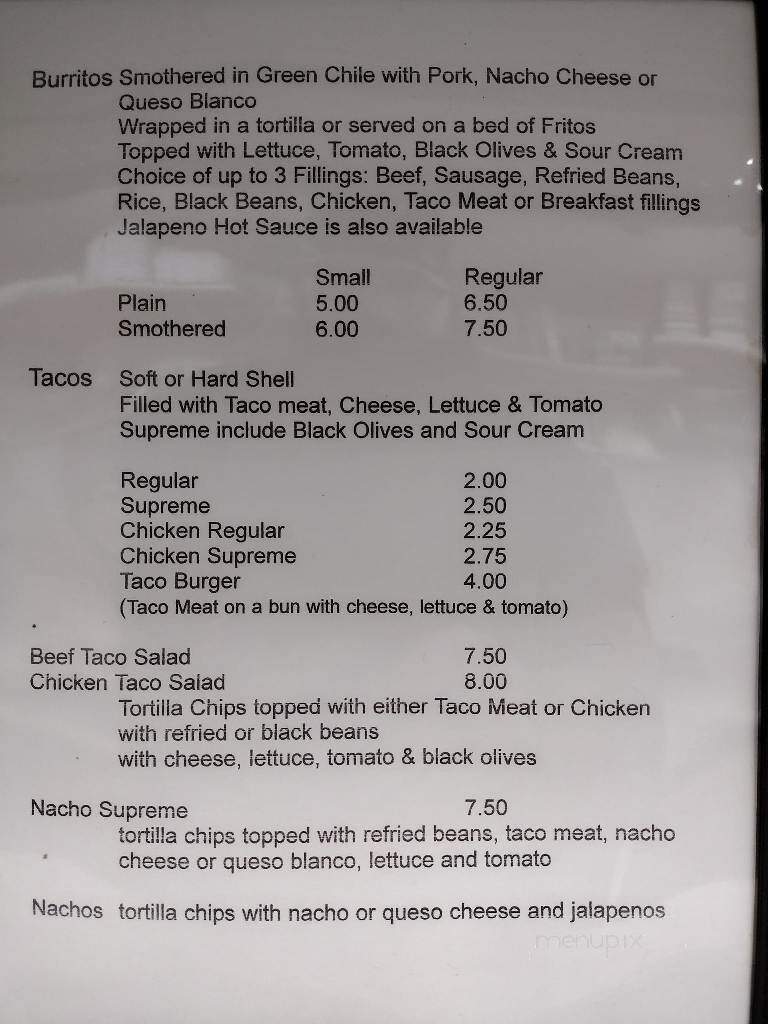 Burritos Smothered in Green Chile with Pork, Nacho Cheese or
Queso Blanco
Wrapped in a tortilla or served on a bed of Fritos
Topped with Lettuce, Tomato, Black Olives & Sour Cream
Choice of up to 3 Fillings: Beef, Sausage, Refried Beans,
Rice, Black Beans, Chicken, Taco Meat or Breakfast fillings
Jalapeno Hot Sauce is also available
Small Regular
Plain 5.00 6.50
Smothered 6.00 7.50
Tacos Soft or Hard Shell
Filled with Taco meat, Cheese, Lettuce & Tomato
Supreme include Black Olives and Sour Cream
Regular 2.00
Supreme 2.50
Chicken Regular 2.25
Chicken Supreme 2.75
Taco Burger 4.00
(Taco Meat on a bun with cheese, lettuce & tomato)
Beef Taco Salad 7.50
Chicken Taco Salad 8.00
Tortilla Chips topped with either Taco Meat or Chicken
with refried or black beans
with cheese, lettuce, tomato & black olives
Nacho Supreme 7.50
tortilla chips topped with refried beans, taco meat, nacho
cheese or queso blanco, lettuce and tomato
Nachos tortilla chips with nacho or queso cheese and jalapenos
menupix